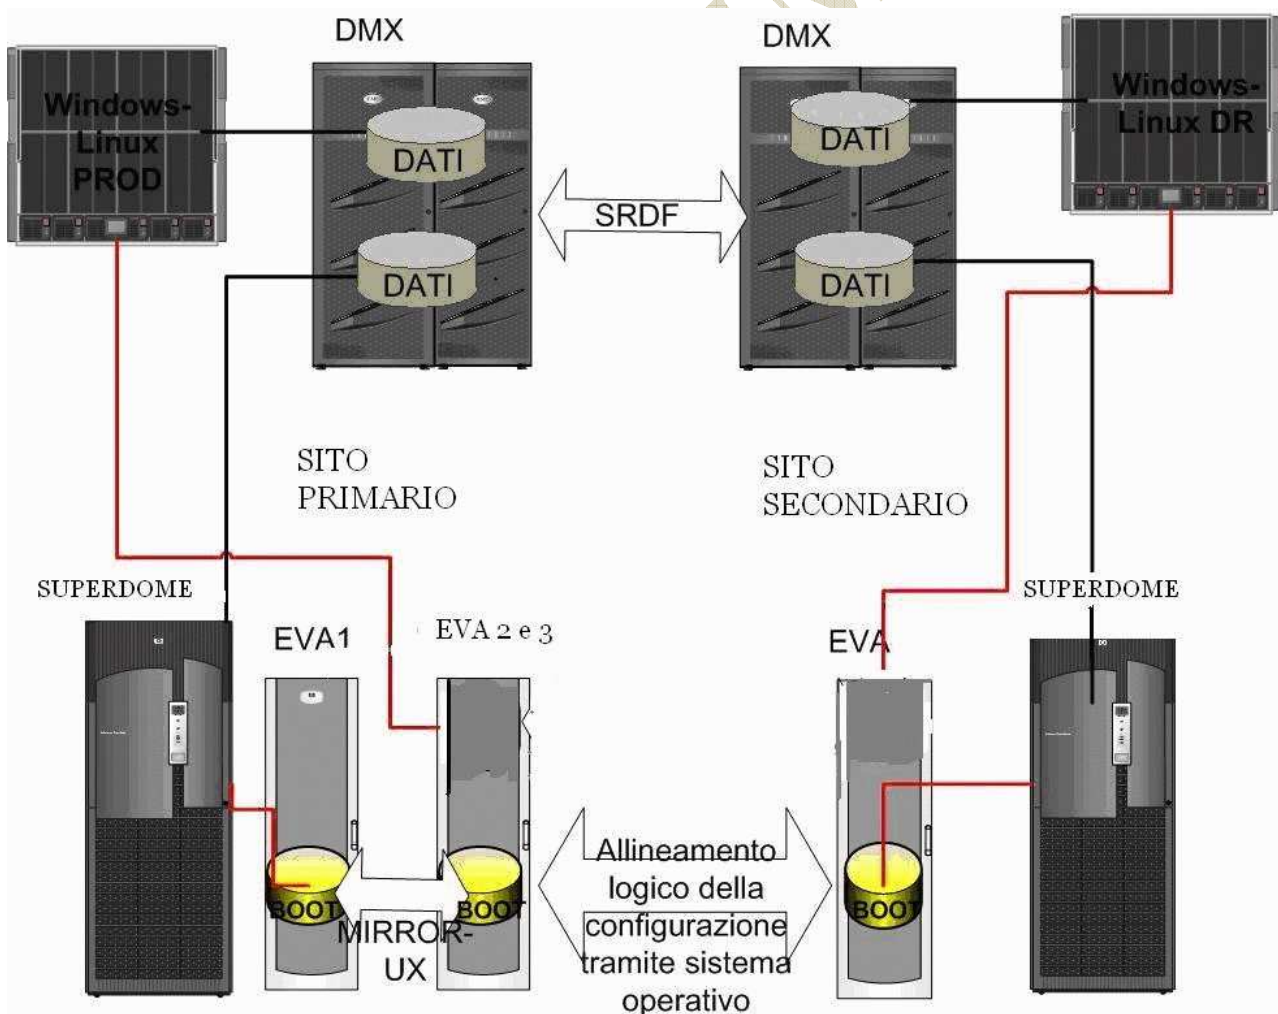 DMX
DMX
Windows-
Linux
PROD
Windows-
Linux DR
DATI
DATI
SRDF
DATI
DATI
SITO
PRIMARIO
SITO
SECONDARIO
SUPERDOME
SUPERDOME
EVA1
EVA 2 e 3
EVA
BOOT
BOOT
BOOT
MIRROR-
UX
Allineamento
logico della
configurazione
tramite sistema
operativo